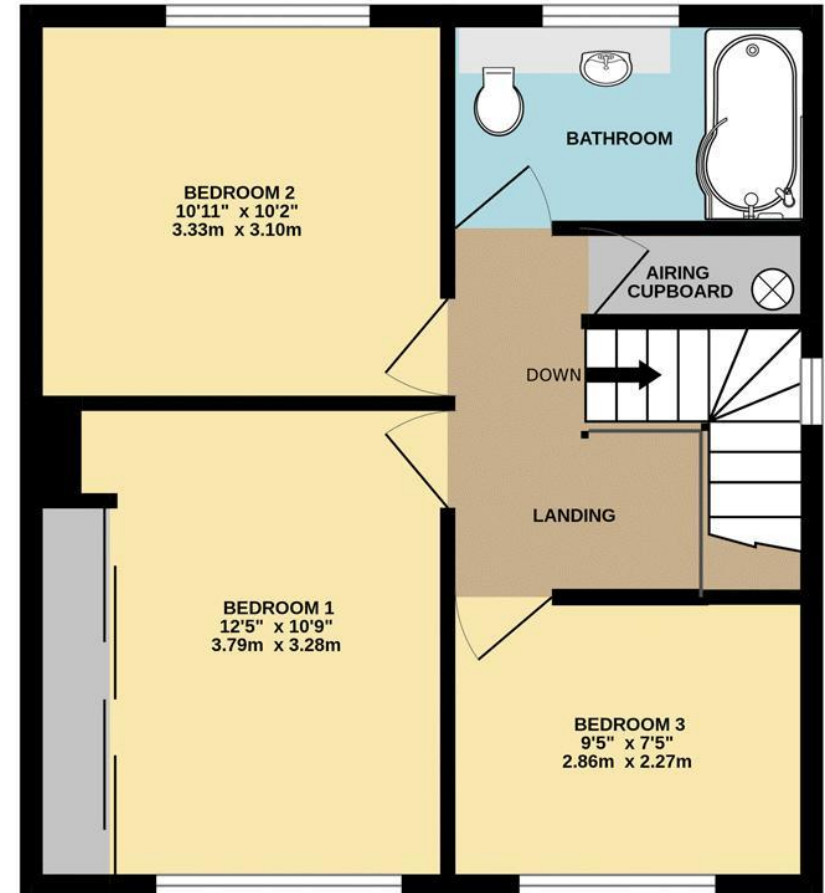 BATHROOM
BEDROOM 2
10'11" x 10'2"
3.33m x 3.10m
AIRING
CUPBOARD
DOWN
LANDING
BEDROOM 1
12'5" x 10'9"
3.79m x 3.28m
BEDROOM 3
9'5" x 7'5"
2.86m x 2.27m